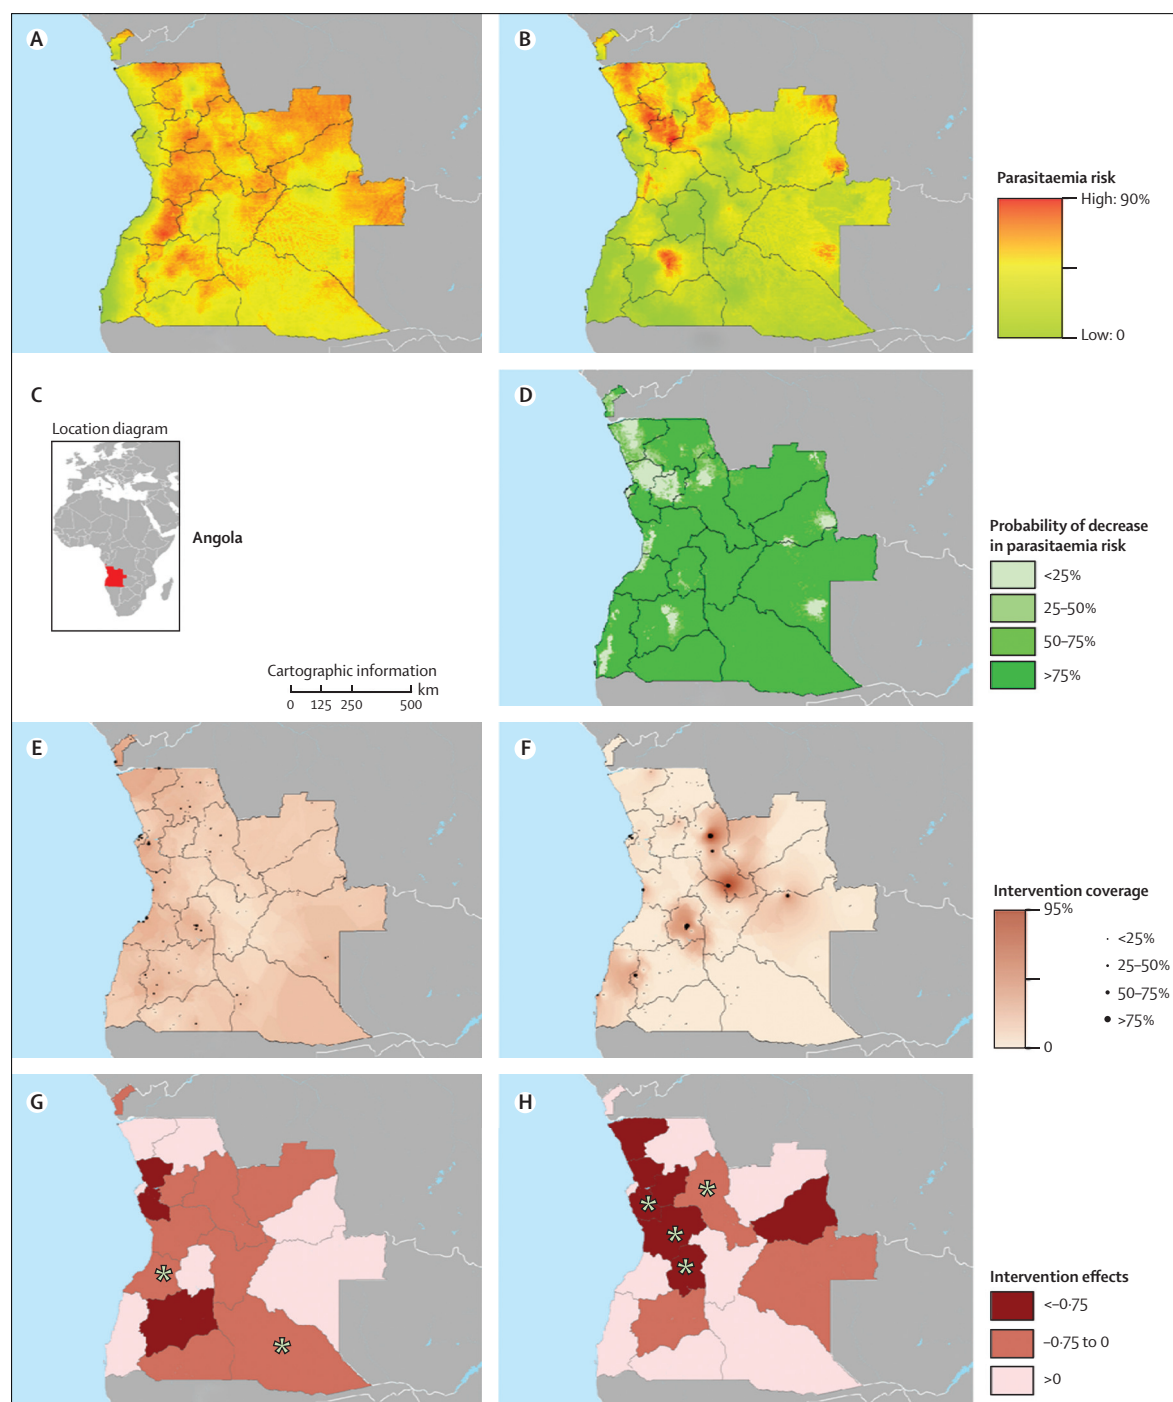 A
B
Parasitaemia risk
High: 90%
Low: 0
C
Location diagram
Angola
Cartographic information
km
0 125 250 500
D
Probability of decrease
in parasitaemia risk
<25%
25–50%
50–75%
>75%
E
F
Intervention coverage
95%
0
<25%
25–50%
50–75%
>75%
G
*
*
H
*
*
*
*
Intervention effects
<–0·75
–0·75 to 0
>0